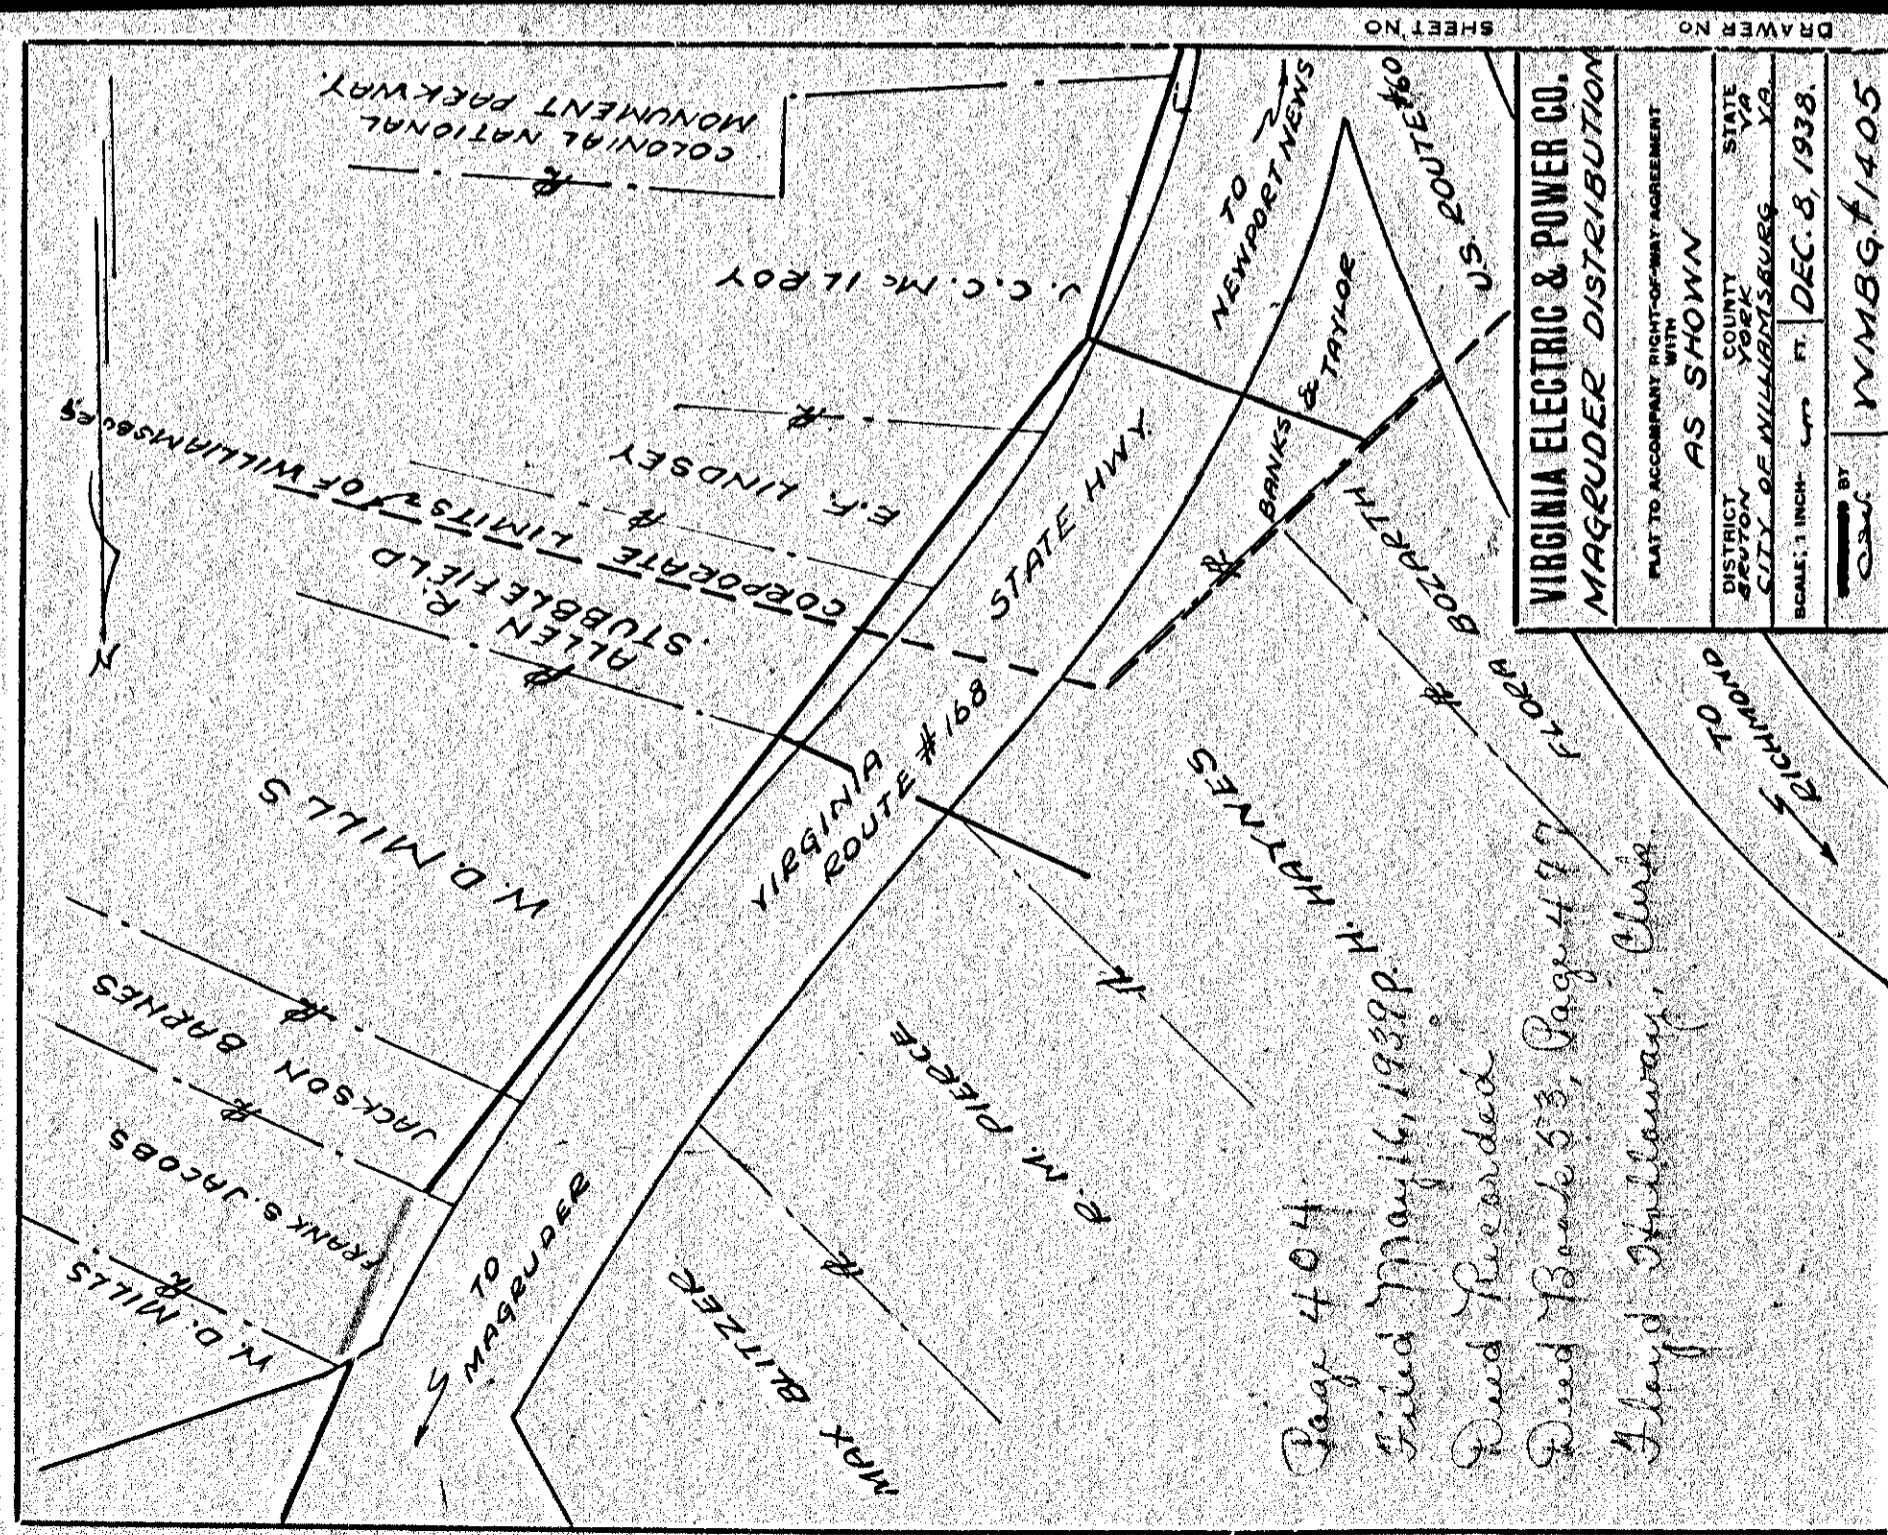 SHEET NO
DRAWER NO
COLONIAL NATIONAL
MONUMENT PARKWAY.
J. C. C. Mc ILROY
E. F. LINDSEY
CORPORATE LIMITS OF WILLIAMSBURG
ALLEN R.
STUBBLEFIELD
W. D. MILLS
JACKSON BARNES
FRANK S. JACOBS
W. D. MILLS
TO
NEWPORT NEWS
U.S. ROUTE #60
BANKS & TAYLOR
STATE HWY.
VIRGINIA
ROUTE #168
TO
MAGRUDER
FLORA BOZARTH
P. H. HAYNES
R. M. PIERCE
MAX BLITZER
TO
RICHMOND
N
VIRGINIA ELECTRIC & POWER CO.
MAGRUDER DISTRIBUTION
PLAT TO ACCOMPANY RIGHT-OF-WAY AGREEMENT
WITH
AS SHOWN
DISTRICT COUNTY STATE
BRUTON YORK VA
CITY OF WILLIAMSBURG VA.
SCALE: 1 INCH= FT. DEC. 8, 1938.
BY
WMBG. #1405
Page 404
Filed May 16, 1939
Deed Recorded
Deed Book 53, Page 477
Floyd Holloway, Clerk